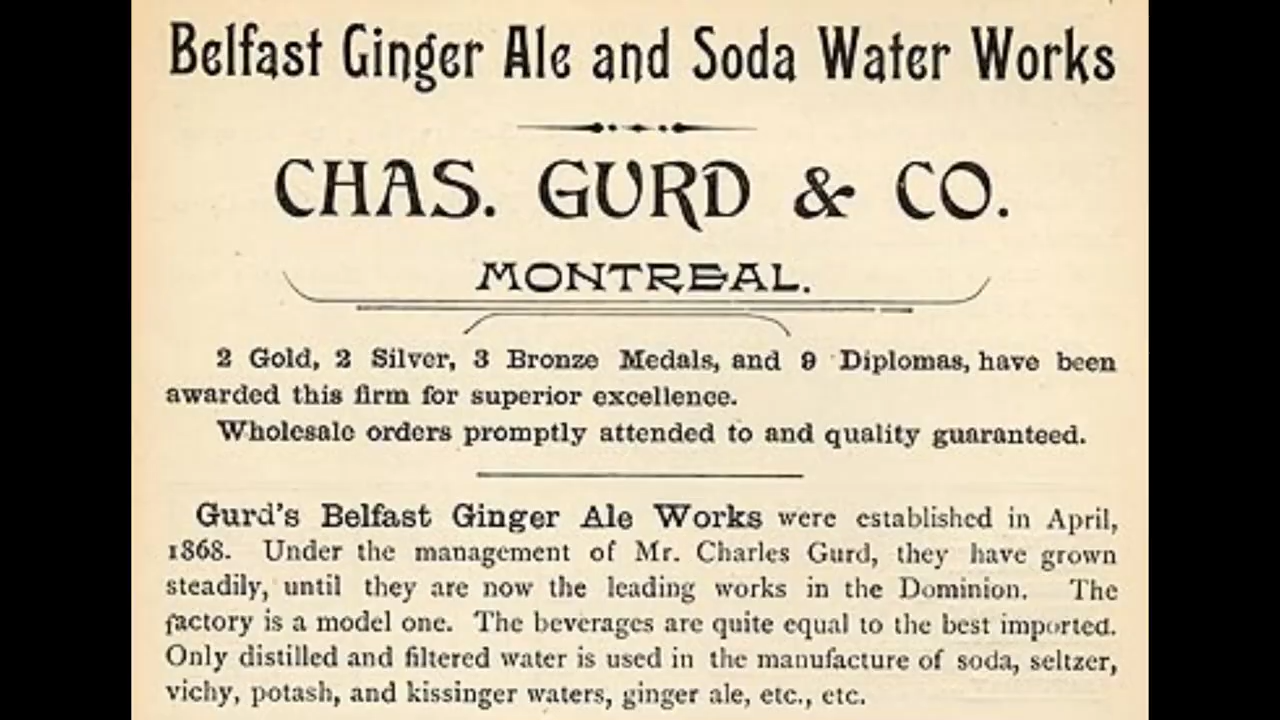 Belfast Ginger Ale and Soda Water Works
CHAS. GURD & CO.
MONTREAL.
2 Gold, 2 Silver, 3 Bronze Medals, and 9 Diplomas, have been
awarded this firm for superior excellence.
Wholesale orders promptly attended to and quality guaranteed.
Gurd's Belfast Ginger Ale Works were established in April,
1868. Under the management of Mr. Charles Gurd, they have grown
steadily, until they are now the leading works in the Dominion. The
factory is a model one. The beverages are quite equal to the best imported.
Only distilled and filtered water is used in the manufacture of soda, seltzer,
vichy, potash, and kissinger waters, ginger ale, etc., etc.